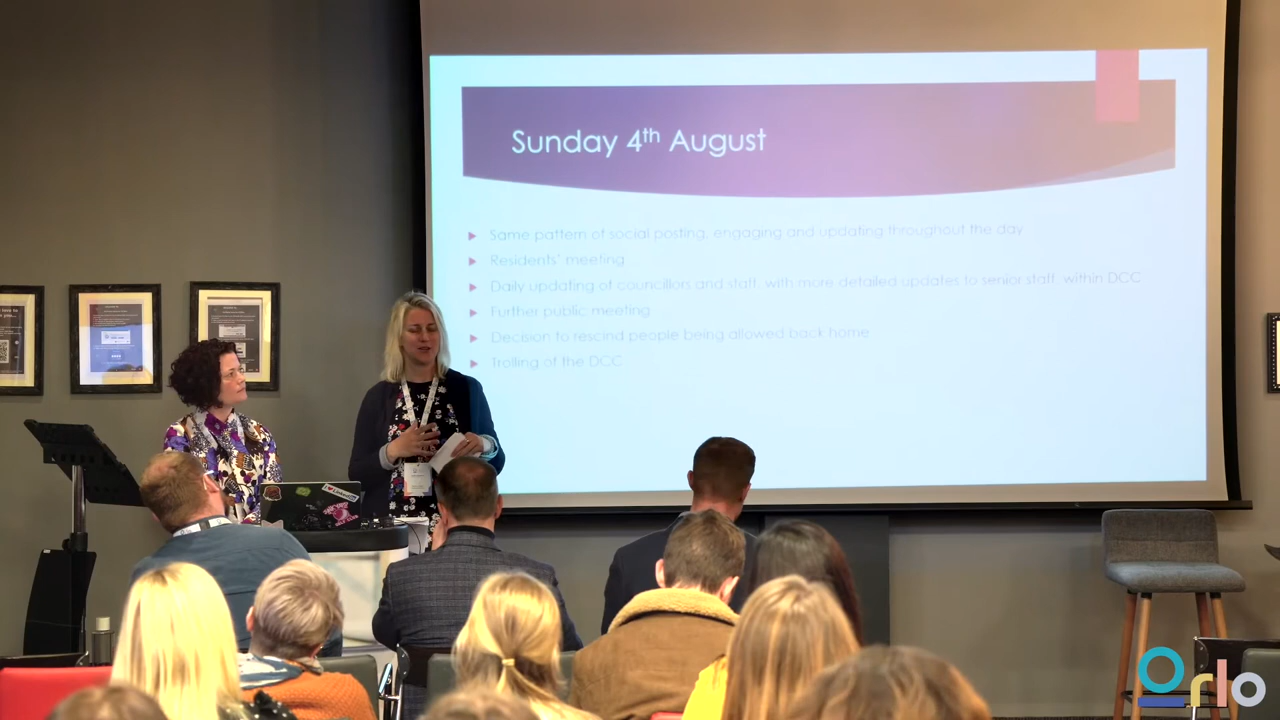 Sunday 4th August
Same pattern of social posting, engaging and updating throughout the day
Residents' meeting
Daily updating of councillors and staff, with more detailed updates to senior staff within DCC
Further public meeting
Decision to rescind people being allowed back home
Trolling of the DCC
Orlo